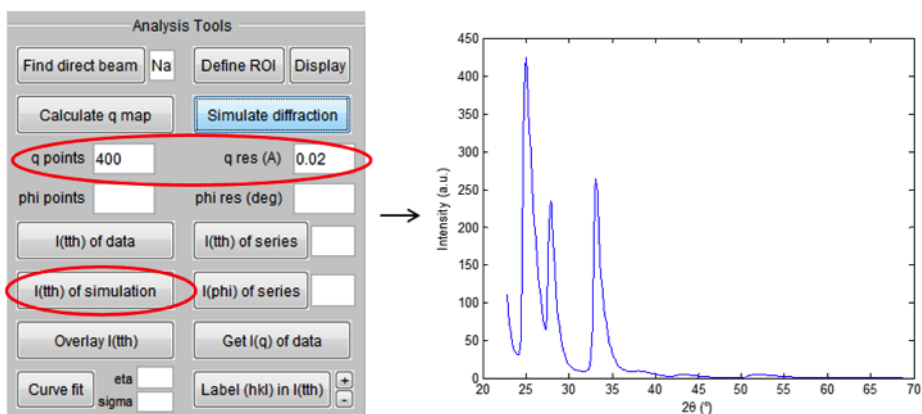 Analysis Tools
Find direct beam Na Define ROI Display
Calculate q map Simulate diffraction
q points 400 q res (A) 0.02
phi points phi res (deg)
I(tth) of data I(tth) of series
I(tth) of simulation I(phi) of series
Overlay I(tth) Get I(q) of data
Curve fit eta sigma Label (hkl) in I(tth) + -
450
400
350
300
250
200
150
100
50
0
Intensity (a.u.)
20 25 30 35 40 45 50 55 60 65 70
2θ (º)